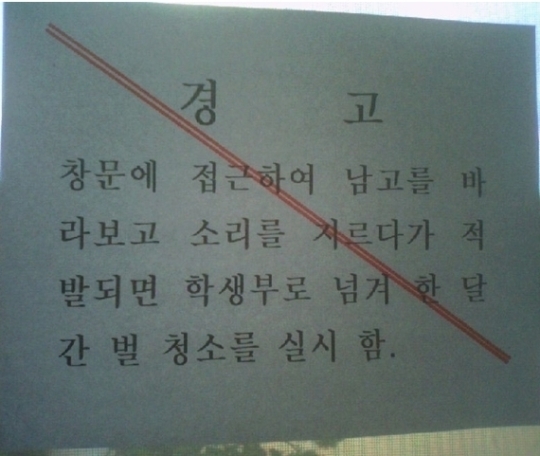 경 고
창문에 접근하여 남고를 바
라보고 소리를 지르다가 적
발되면 학생부로 넘겨 한 달
간 벌 청소를 실시 함.